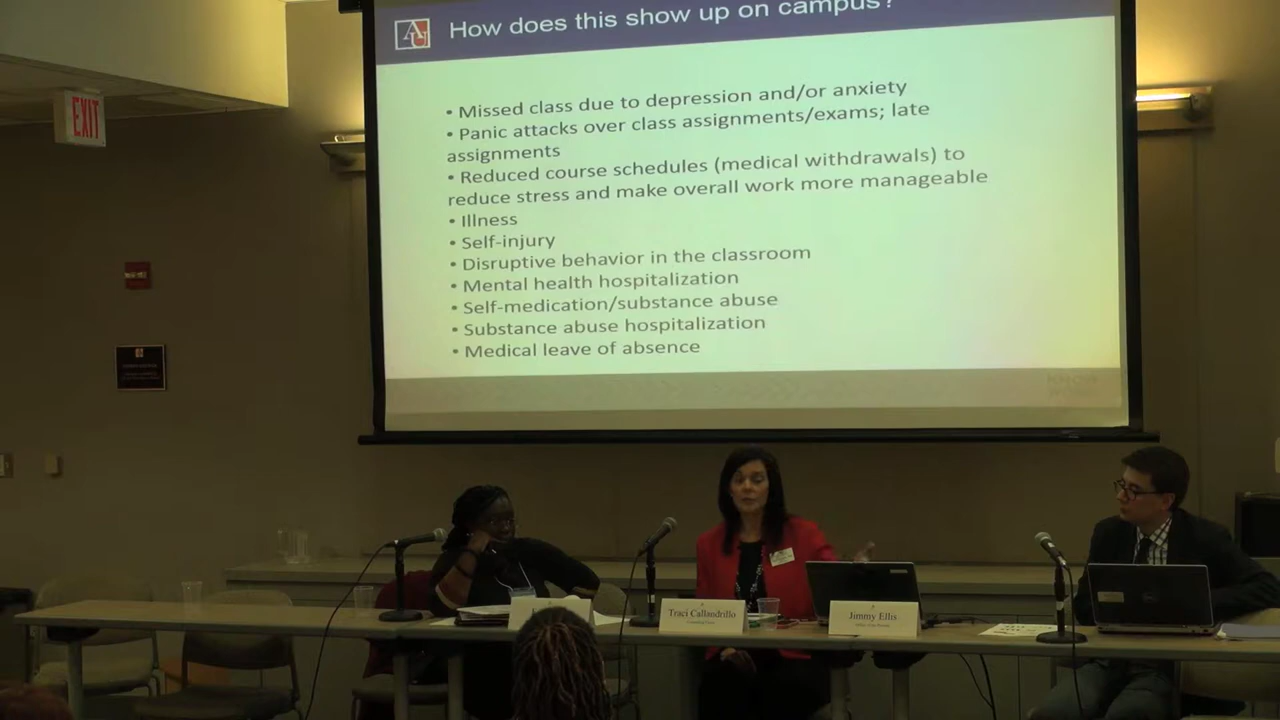 AU
How does this show up on campus?
• Missed class due to depression and/or anxiety
• Panic attacks over class assignments/exams; late
assignments
• Reduced course schedules (medical withdrawals) to
reduce stress and make overall work more manageable
• Illness
• Self-injury
• Disruptive behavior in the classroom
• Mental health hospitalization
• Self-medication/substance abuse
• Substance abuse hospitalization
• Medical leave of absence
EXIT
Traci Callandrillo
Jimmy Ellis